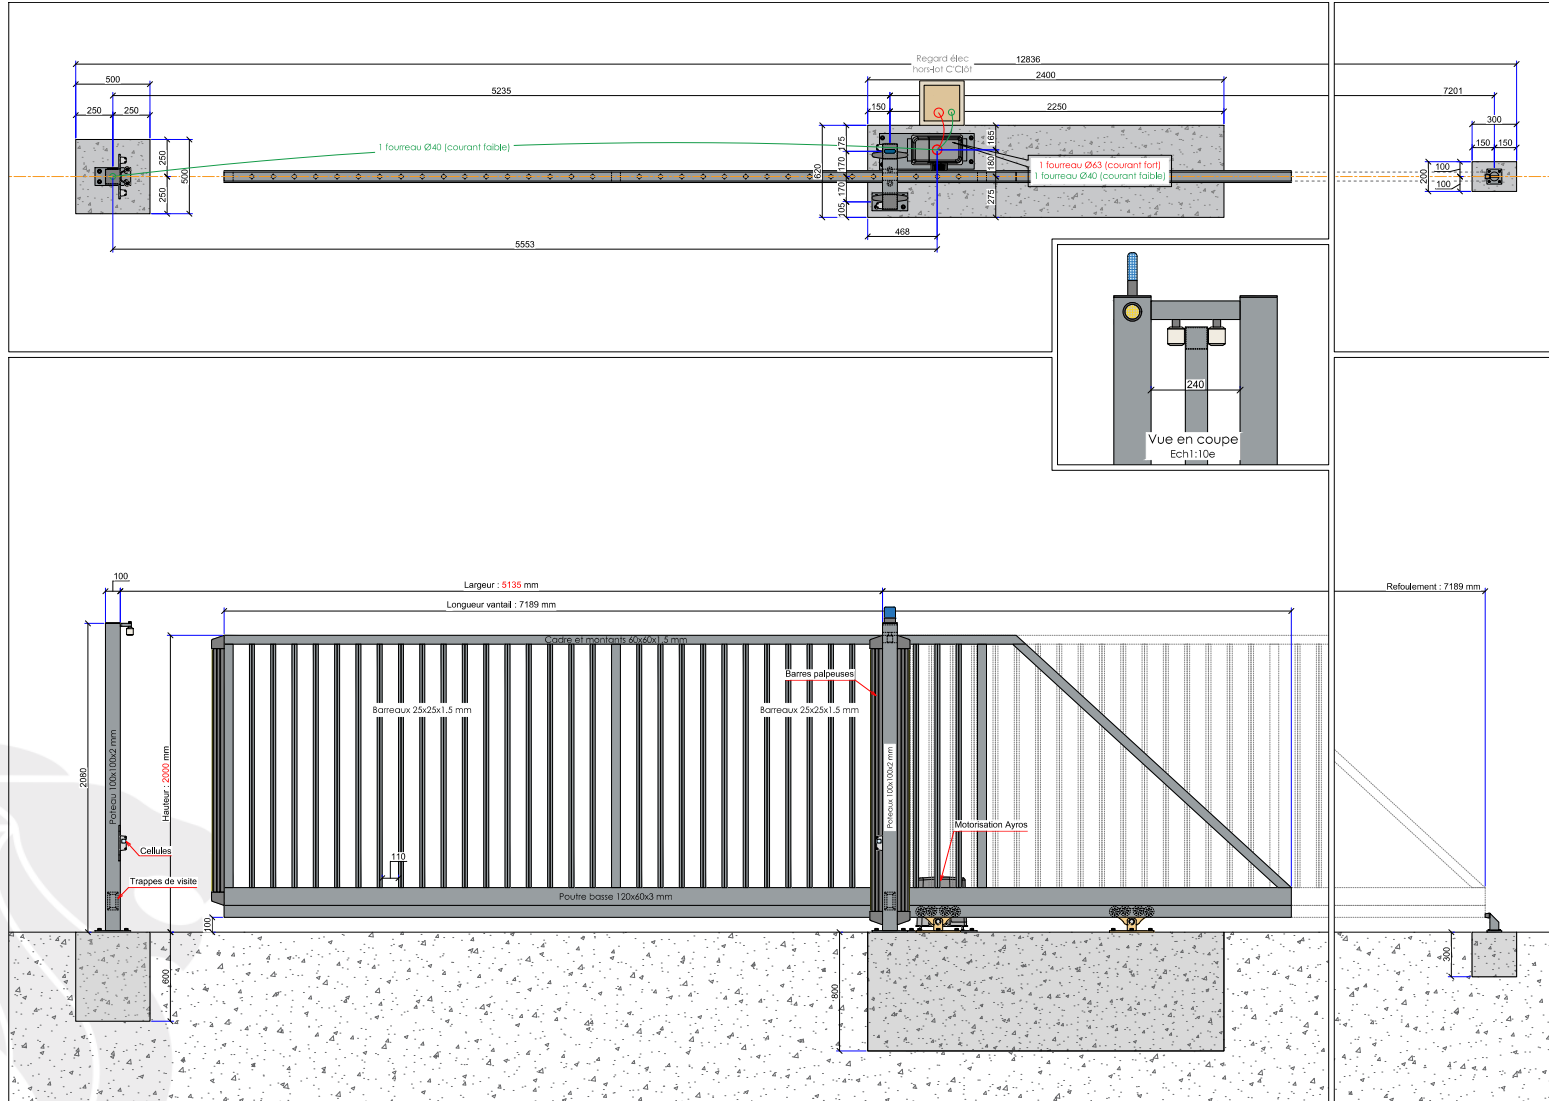 Regard élec
hors-lot C'Clôt
12836
500
2400
5235
7201
250
250
150
2250
300
1 fourreau Ø40 (courant faible)
175
165
150
150
250
500
620
170
180
1 fourreau Ø63 (courant fort)
1 fourreau Ø40 (courant faible)
100
200
100
250
170
275
105
468
5553
240
Vue en coupe
Ech1:10e
100
Largeur : 5135 mm
Refoulement : 7189 mm
Longueur vantail : 7189 mm
Cadre et montants 60x60x1,5 mm
Barres palpeuses
Barreaux 25x25x1.5 mm
Barreaux 25x25x1.5 mm
2080
Poteau 100x100x2 mm
Hauteur : 2000 mm
Poteaux 100x100x2 mm
Motorisation Ayros
Cellules
110
Trappes de visite
Poutre basse 120x60x3 mm
100
600
800
300